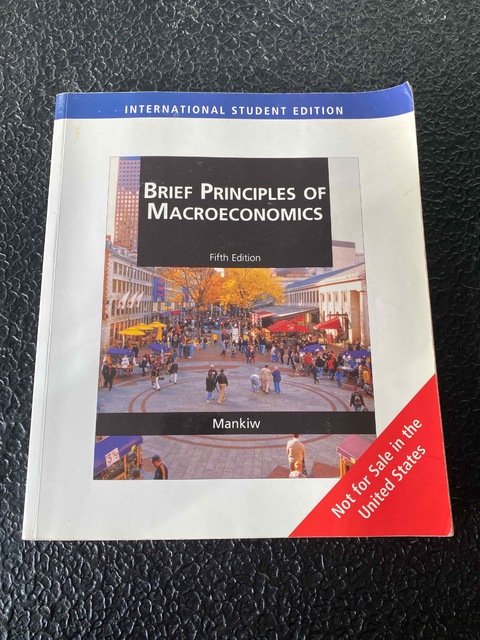 INTERNATIONAL STUDENT EDITION
BRIEF PRINCIPLES OF
MACROECONOMICS
Fifth Edition
Mankiw
Not for Sale in the
United States